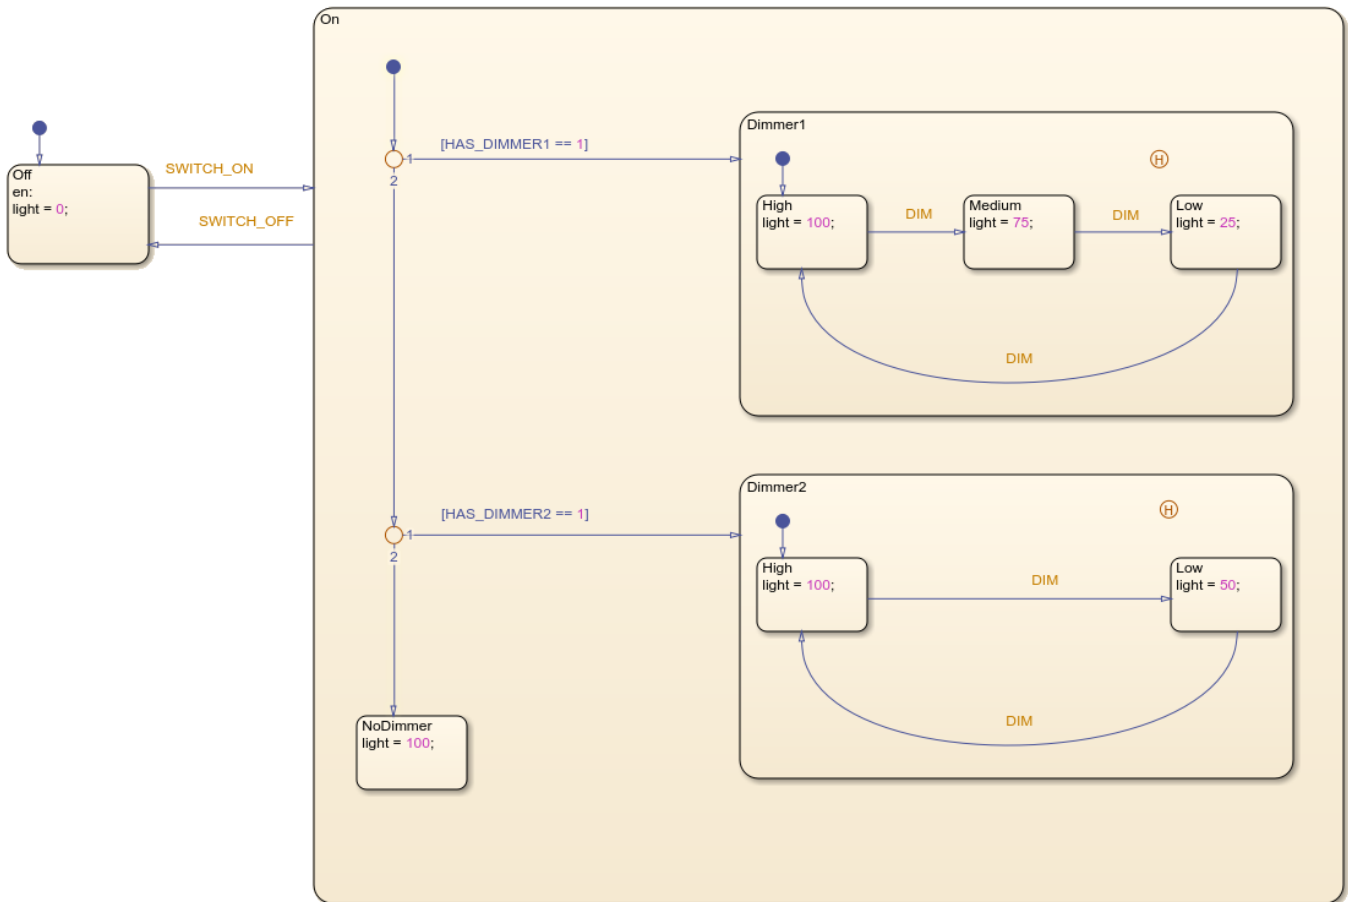 On
Off
en:
light = 0;
SWITCH_ON
SWITCH_OFF
1
2
[HAS_DIMMER1 == 1]
Dimmer1
H
High
light = 100;
DIM
Medium
light = 75;
DIM
Low
light = 25;
DIM
1
2
[HAS_DIMMER2 == 1]
Dimmer2
H
High
light = 100;
DIM
Low
light = 50;
DIM
NoDimmer
light = 100;